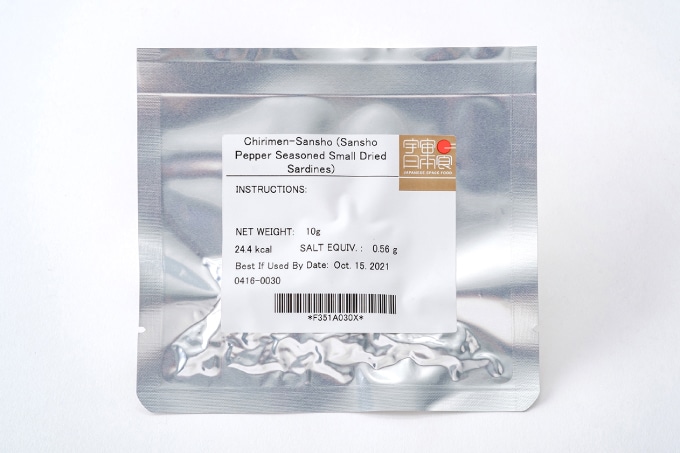 Chirimen-Sansho (Sansho
Pepper Seasoned Small Dried
Sardines)
宇宙
日本食
JAPANESE SPACE FOOD
INSTRUCTIONS:
NET WEIGHT: 10g
24.4 kcal SALT EQUIV. : 0.56 g
Best If Used By Date: Oct. 15. 2021
0416-0030
*F351A030X*